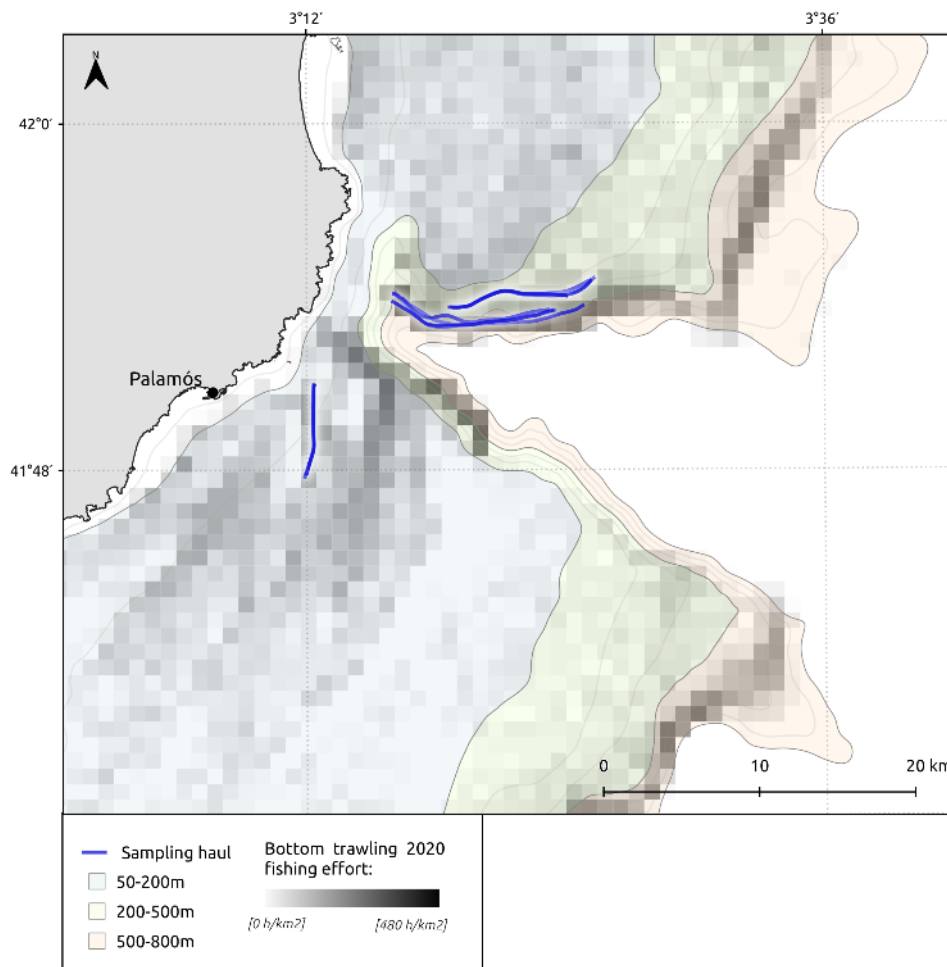 3°12′
3°36′
N
42°0′
Palamós
41°48′
0
10
20 km
Sampling haul
50-200m
200-500m
500-800m
Bottom trawling 2020
fishing effort:
[0 h/km2]
[480 h/km2]